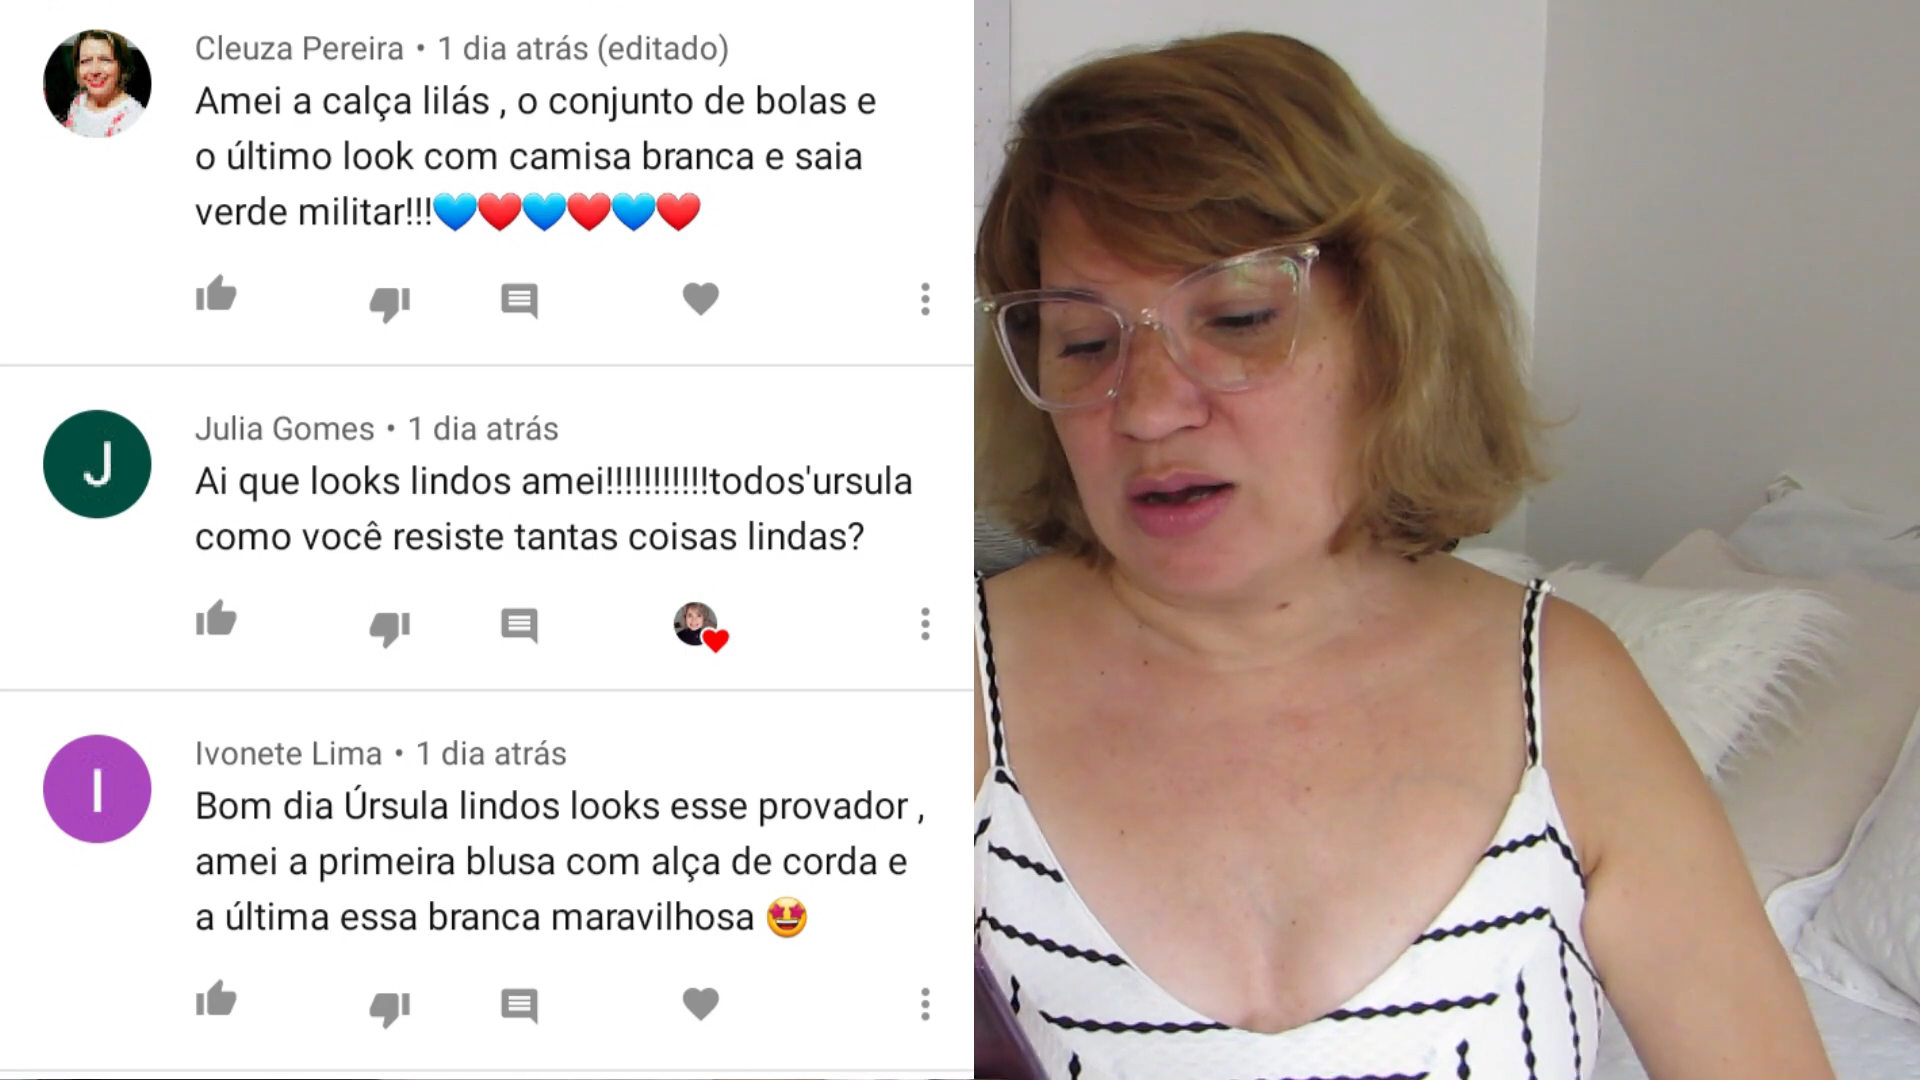 Cleuza Pereira • 1 dia atrás (editado)
Amei a calça lilás , o conjunto de bolas e
o último look com camisa branca e saia
verde militar!!!💙❤️💙❤️💙❤️
J
Julia Gomes • 1 dia atrás
Ai que looks lindos amei!!!!!!!!!!!todos'ursula
como você resiste tantas coisas lindas?
I
Ivonete Lima • 1 dia atrás
Bom dia Úrsula lindos looks esse provador ,
amei a primeira blusa com alça de corda e
a última essa branca maravilhosa 🤩